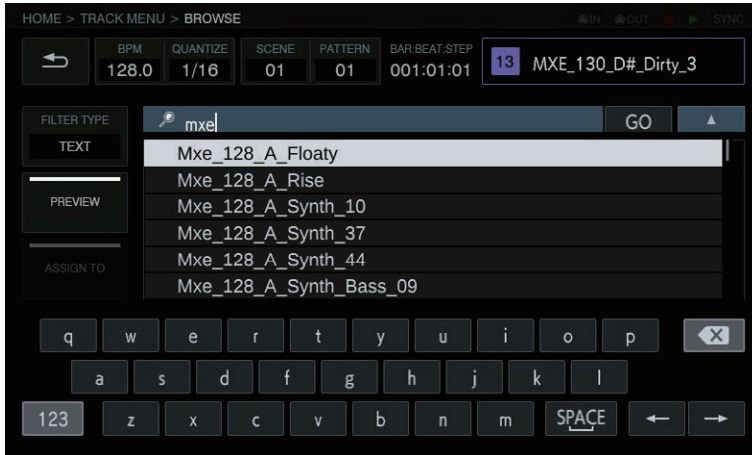 HOME > TRACK MENU > BROWSE IN OUT SYNC
BPM QUANTIZE SCENE PATTERN BAR:BEAT:STEP
128.0 1/16 01 01 001:01:01 13 MXE_130_D#_Dirty_3
FILTER TYPE
TEXT
mxe GO
PREVIEW
ASSIGN TO
Mxe_128_A_Floaty
Mxe_128_A_Rise
Mxe_128_A_Synth_10
Mxe_128_A_Synth_37
Mxe_128_A_Synth_44
Mxe_128_A_Synth_Bass_09
q w e r t y u i o p
a s d f g h j k l
123 z x c v b n m SPACE ← →